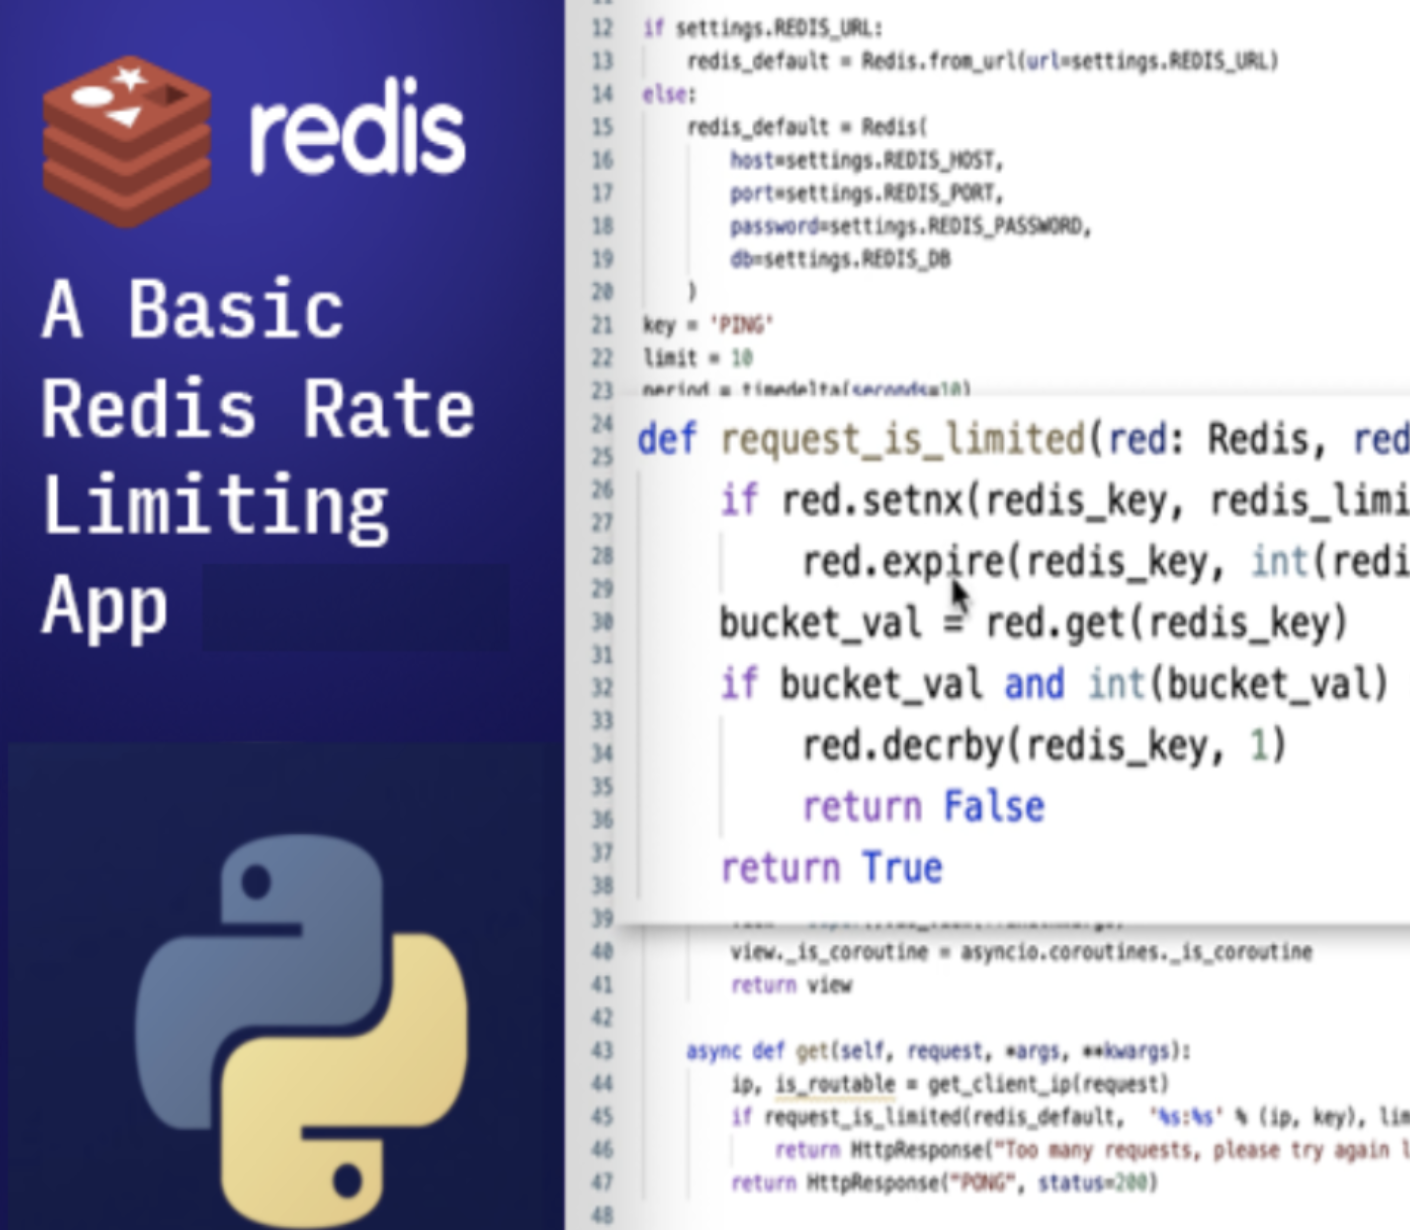 redis
A Basic
Redis Rate
Limiting
App
12 if settings.REDIS_URL:
13 redis_default = Redis.from_url(url=settings.REDIS_URL)
14 else:
15 redis_default = Redis(
16 host=settings.REDIS_HOST,
17 port=settings.REDIS_PORT,
18 password=settings.REDIS_PASSWORD,
19 db=settings.REDIS_DB
20 )
21 key = 'PING'
22 limit = 10
23 period = timedelta(seconds=10)
24
def request_is_limited(red: Redis, red
25
26 if red.setnx(redis_key, redis_limi
27
28 red.expire(redis_key, int(redi
29
30 bucket_val = red.get(redis_key)
31
32 if bucket_val and int(bucket_val)
33
34 red.decrby(redis_key, 1)
35
36 return False
37
38 return True
39
40 view._is_coroutine = asyncio.coroutines._is_coroutine
41 return view
42
43 async def get(self, request, *args, **kwargs):
44 ip, is_routable = get_client_ip(request)
45 if request_is_limited(redis_default, '%s:%s' % (ip, key), lim
46 return HttpResponse("Too many requests, please try again l
47 return HttpResponse("PONG", status=200)
48